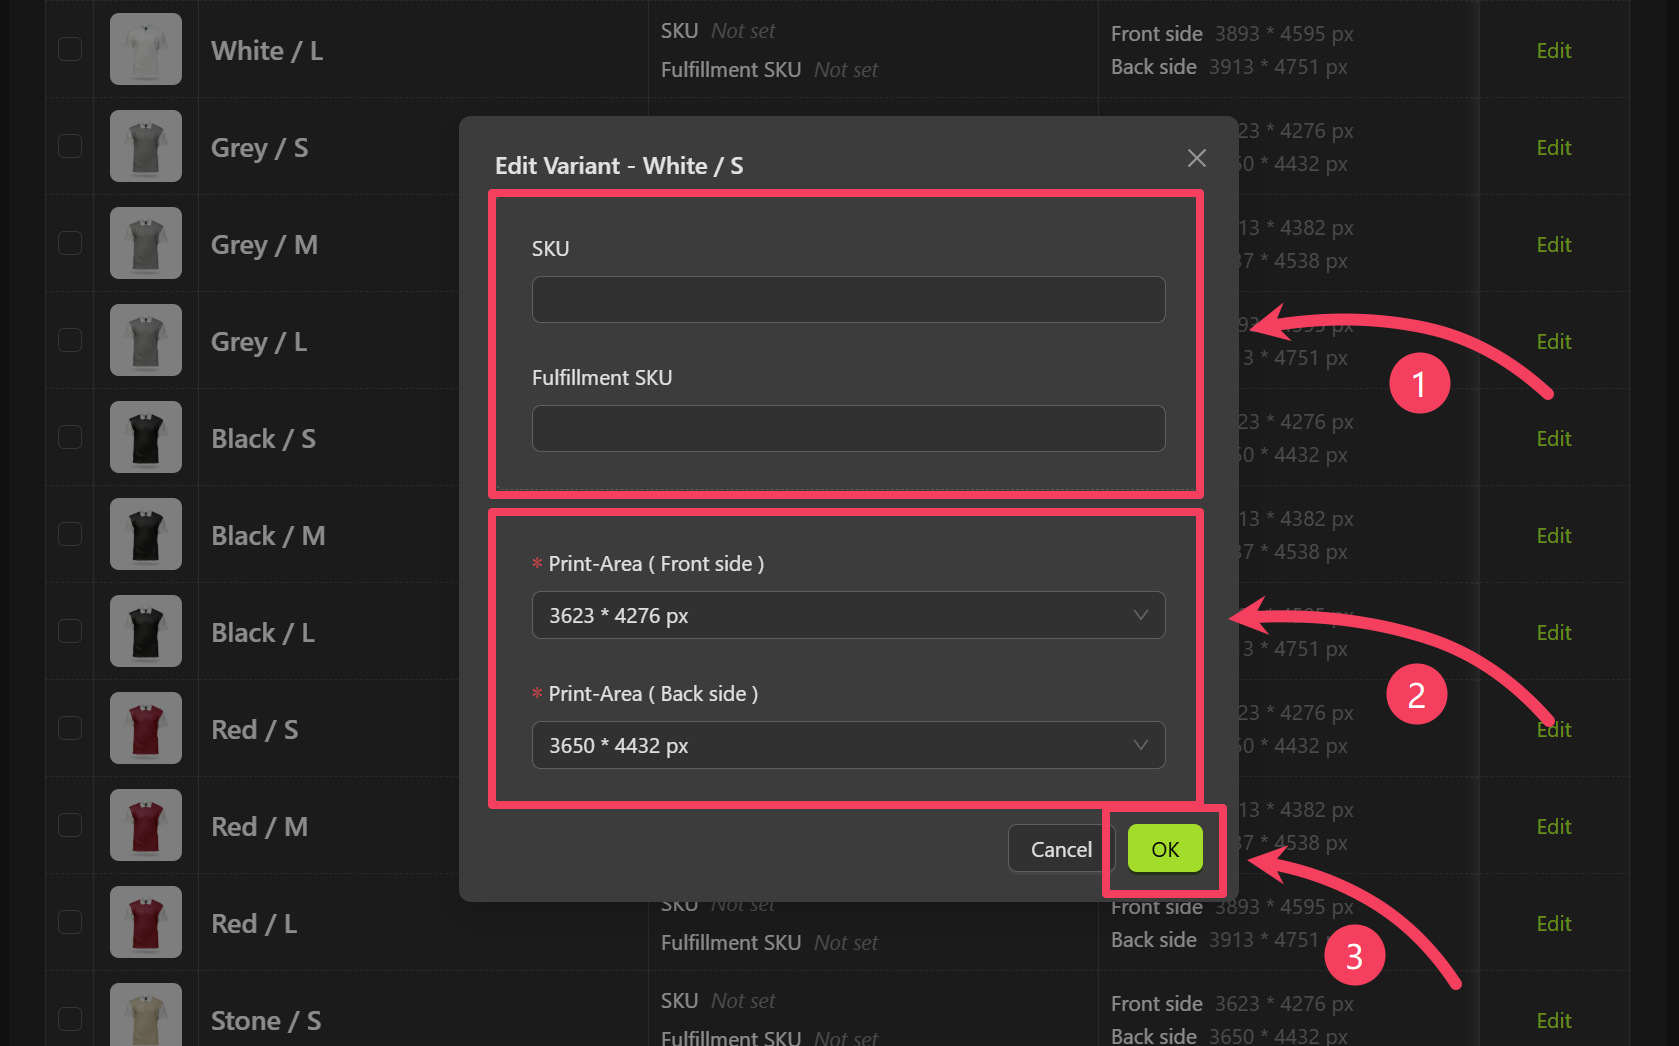 White / L
SKU Not set
Fulfillment SKU Not set
Front side 3893 * 4595 px
Back side 3913 * 4751 px
Edit
Grey / S
23 * 4276 px
50 * 4432 px
Edit
Edit Variant - White / S
Grey / M
13 * 4382 px
37 * 4538 px
Edit
SKU
Grey / L
93 * 4595 px
3 * 4751 px
Edit
1
Fulfillment SKU
Black / S
23 * 4276 px
50 * 4432 px
Edit
Black / M
13 * 4382 px
37 * 4538 px
Edit
* Print-Area ( Front side )
3623 * 4276 px
Black / L
* 4595 px
3 * 4751 px
Edit
2
* Print-Area ( Back side )
3650 * 4432 px
Red / S
23 * 4276 px
50 * 4432 px
Edit
Red / M
13 * 4382 px
37 * 4538 px
Edit
Cancel
OK
Red / L
SKU Not set
Fulfillment SKU Not set
Front side 3893 * 4595 px
Back side 3913 * 4751
Edit
3
Stone / S
SKU Not set
Fulfillment SKU Not set
Front side 3623 * 4276 px
Back side 3650 * 4432 px
Edit